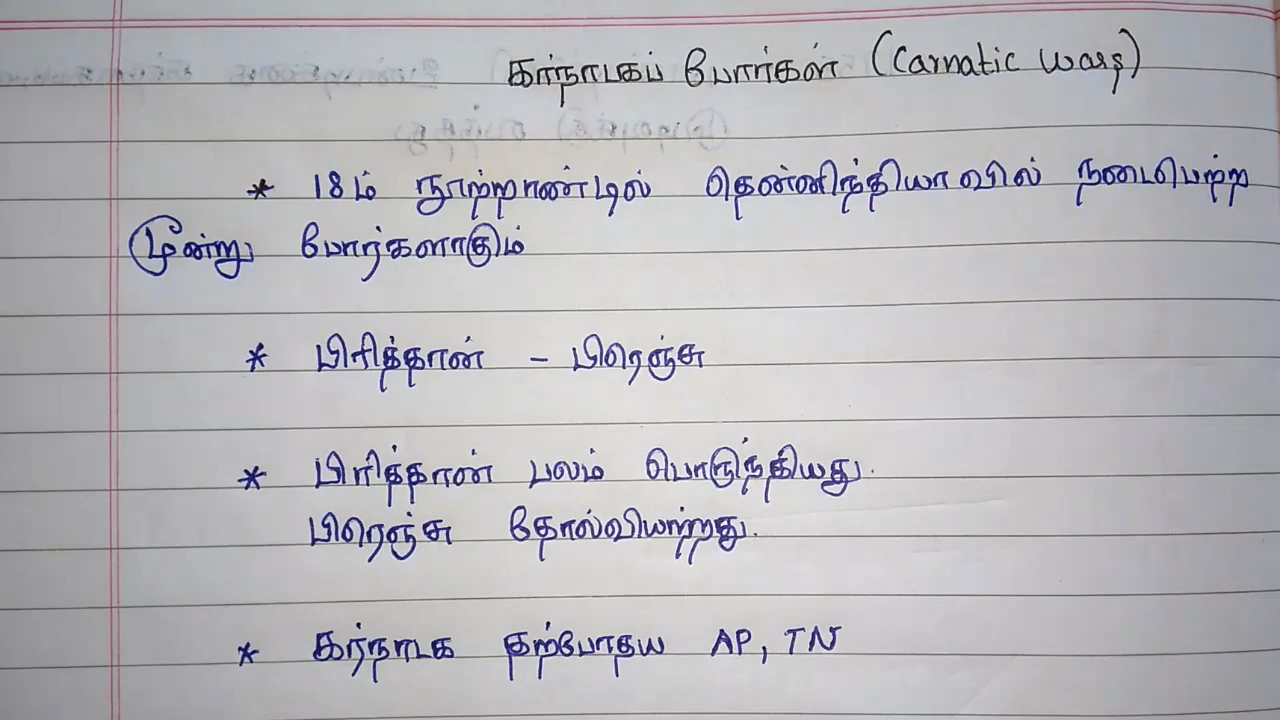 கர்நாடகப் போர்கள் (Carnatic Wars)
* 18ம் நூற்றாண்டில் தென்னிந்தியாவில் நடைபெற்ற
மூன்று போர்களாகும்
* பிரித்தான் - பிரெஞ்சு
* பிரித்தான் பலம் பொருந்தியது.
பிரெஞ்சு தோல்வியுற்றது.
* கர்நாடக தற்போதய AP, TN